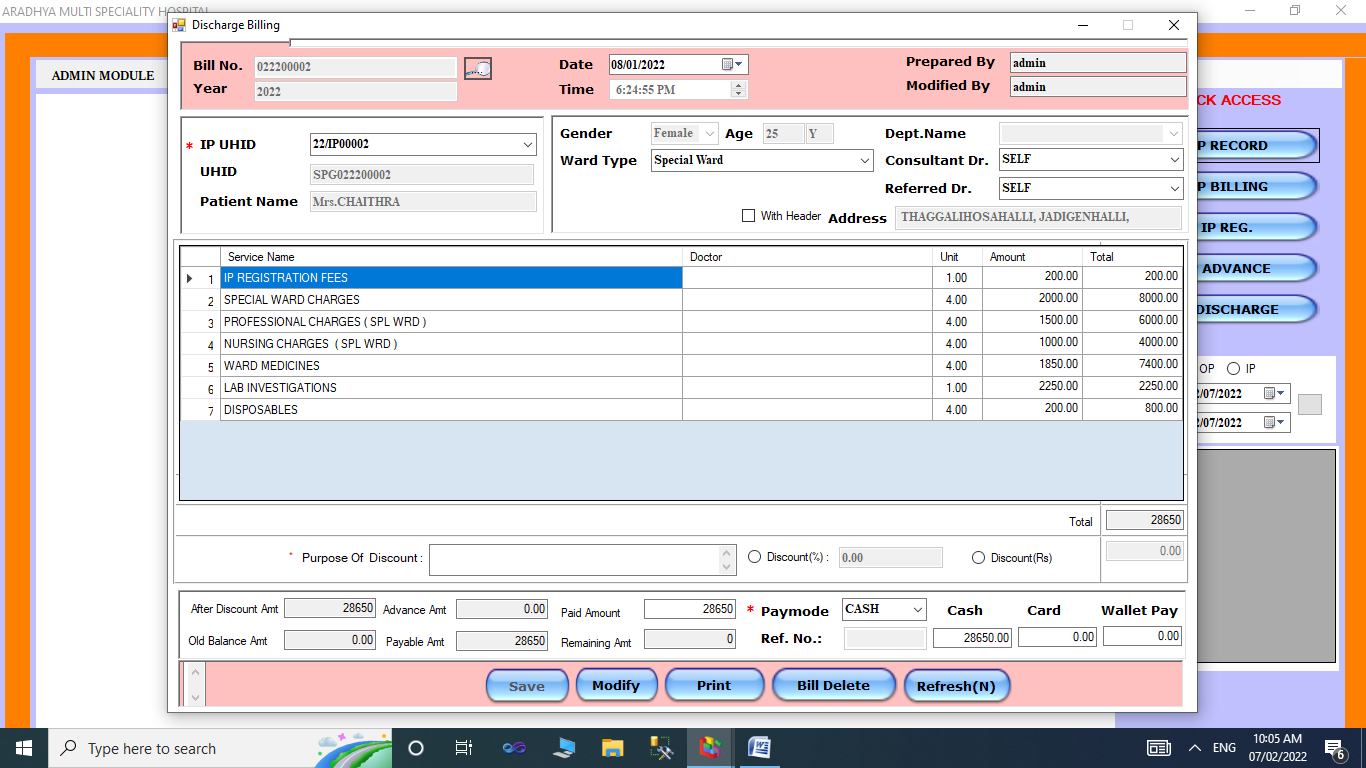 ARADHYA MULTI SPECIALITY HOSPITAL
Discharge Billing
ADMIN MODULE
Bill No. 022200002
Year 2022
Date 08/01/2022
Time 6:24:55 PM
Prepared By admin
Modified By admin
* IP UHID 22/IP00002
UHID SPG022200002
Patient Name Mrs.CHAITHRA
Gender Female Age 25 Y Dept.Name
Ward Type Special Ward Consultant Dr. SELF
Referred Dr. SELF
With Header Address THAGGALIHOSAHALLI, JADIGENHALLI,
Service Name Doctor Unit Amount Total
1 IP REGISTRATION FEES 1.00 200.00 200.00
2 SPECIAL WARD CHARGES 4.00 2000.00 8000.00
3 PROFESSIONAL CHARGES ( SPL WRD ) 4.00 1500.00 6000.00
4 NURSING CHARGES ( SPL WRD ) 4.00 1000.00 4000.00
5 WARD MEDICINES 4.00 1850.00 7400.00
6 LAB INVESTIGATIONS 1.00 2250.00 2250.00
7 DISPOSABLES 4.00 200.00 800.00
Total 28650
* Purpose Of Discount : Discount(%) : 0.00 Discount(Rs) 0.00
After Discount Amt 28650 Advance Amt 0.00 Paid Amount 28650 * Paymode CASH Cash Card Wallet Pay
Old Balance Amt 0.00 Payable Amt 28650 Remaining Amt 0 Ref. No.: 28650.00 0.00 0.00
Save Modify Print Bill Delete Refresh(N)
CK ACCESS
P RECORD
P BILLING
IP REG.
ADVANCE
DISCHARGE
OP IP
/07/2022
/07/2022
Type here to search
ENG
10:05 AM
07/02/2022
6